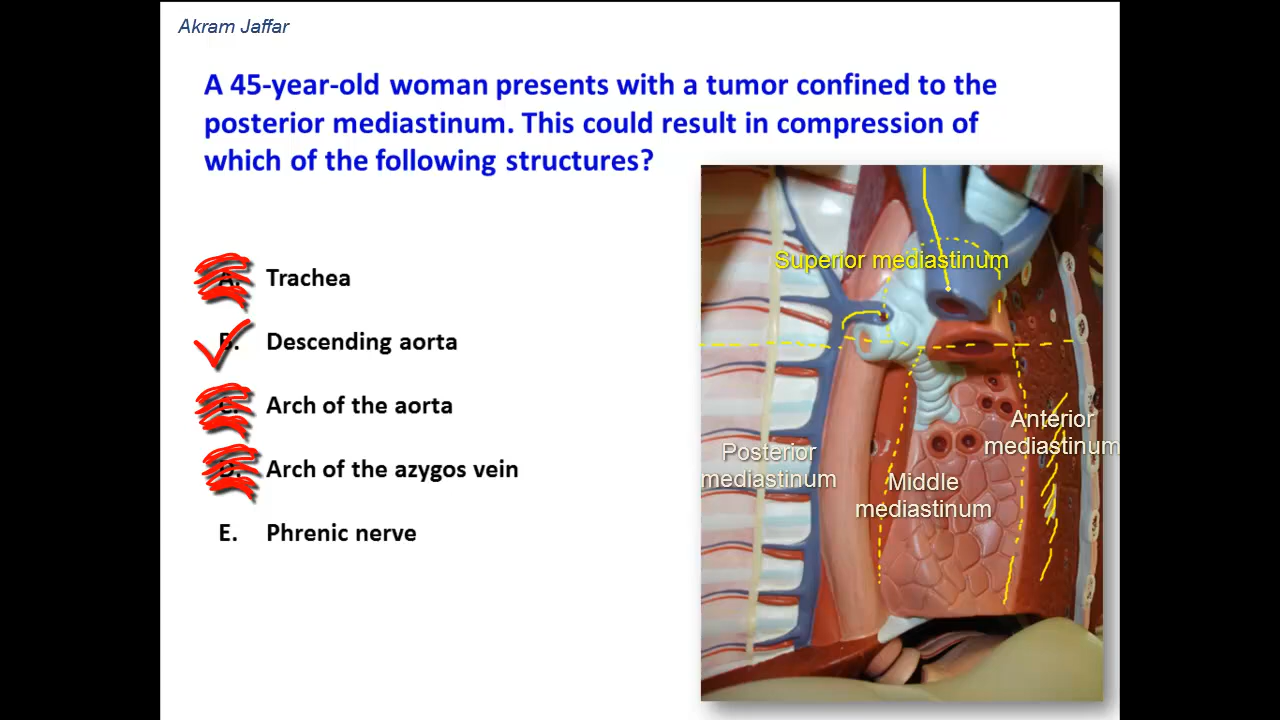 Akram Jaffar
A 45-year-old woman presents with a tumor confined to the
posterior mediastinum. This could result in compression of
which of the following structures?
A. Trachea
B. Descending aorta
C. Arch of the aorta
D. Arch of the azygos vein
E. Phrenic nerve
Superior mediastinum
Anterior
mediastinum
Posterior
mediastinum
Middle
mediastinum